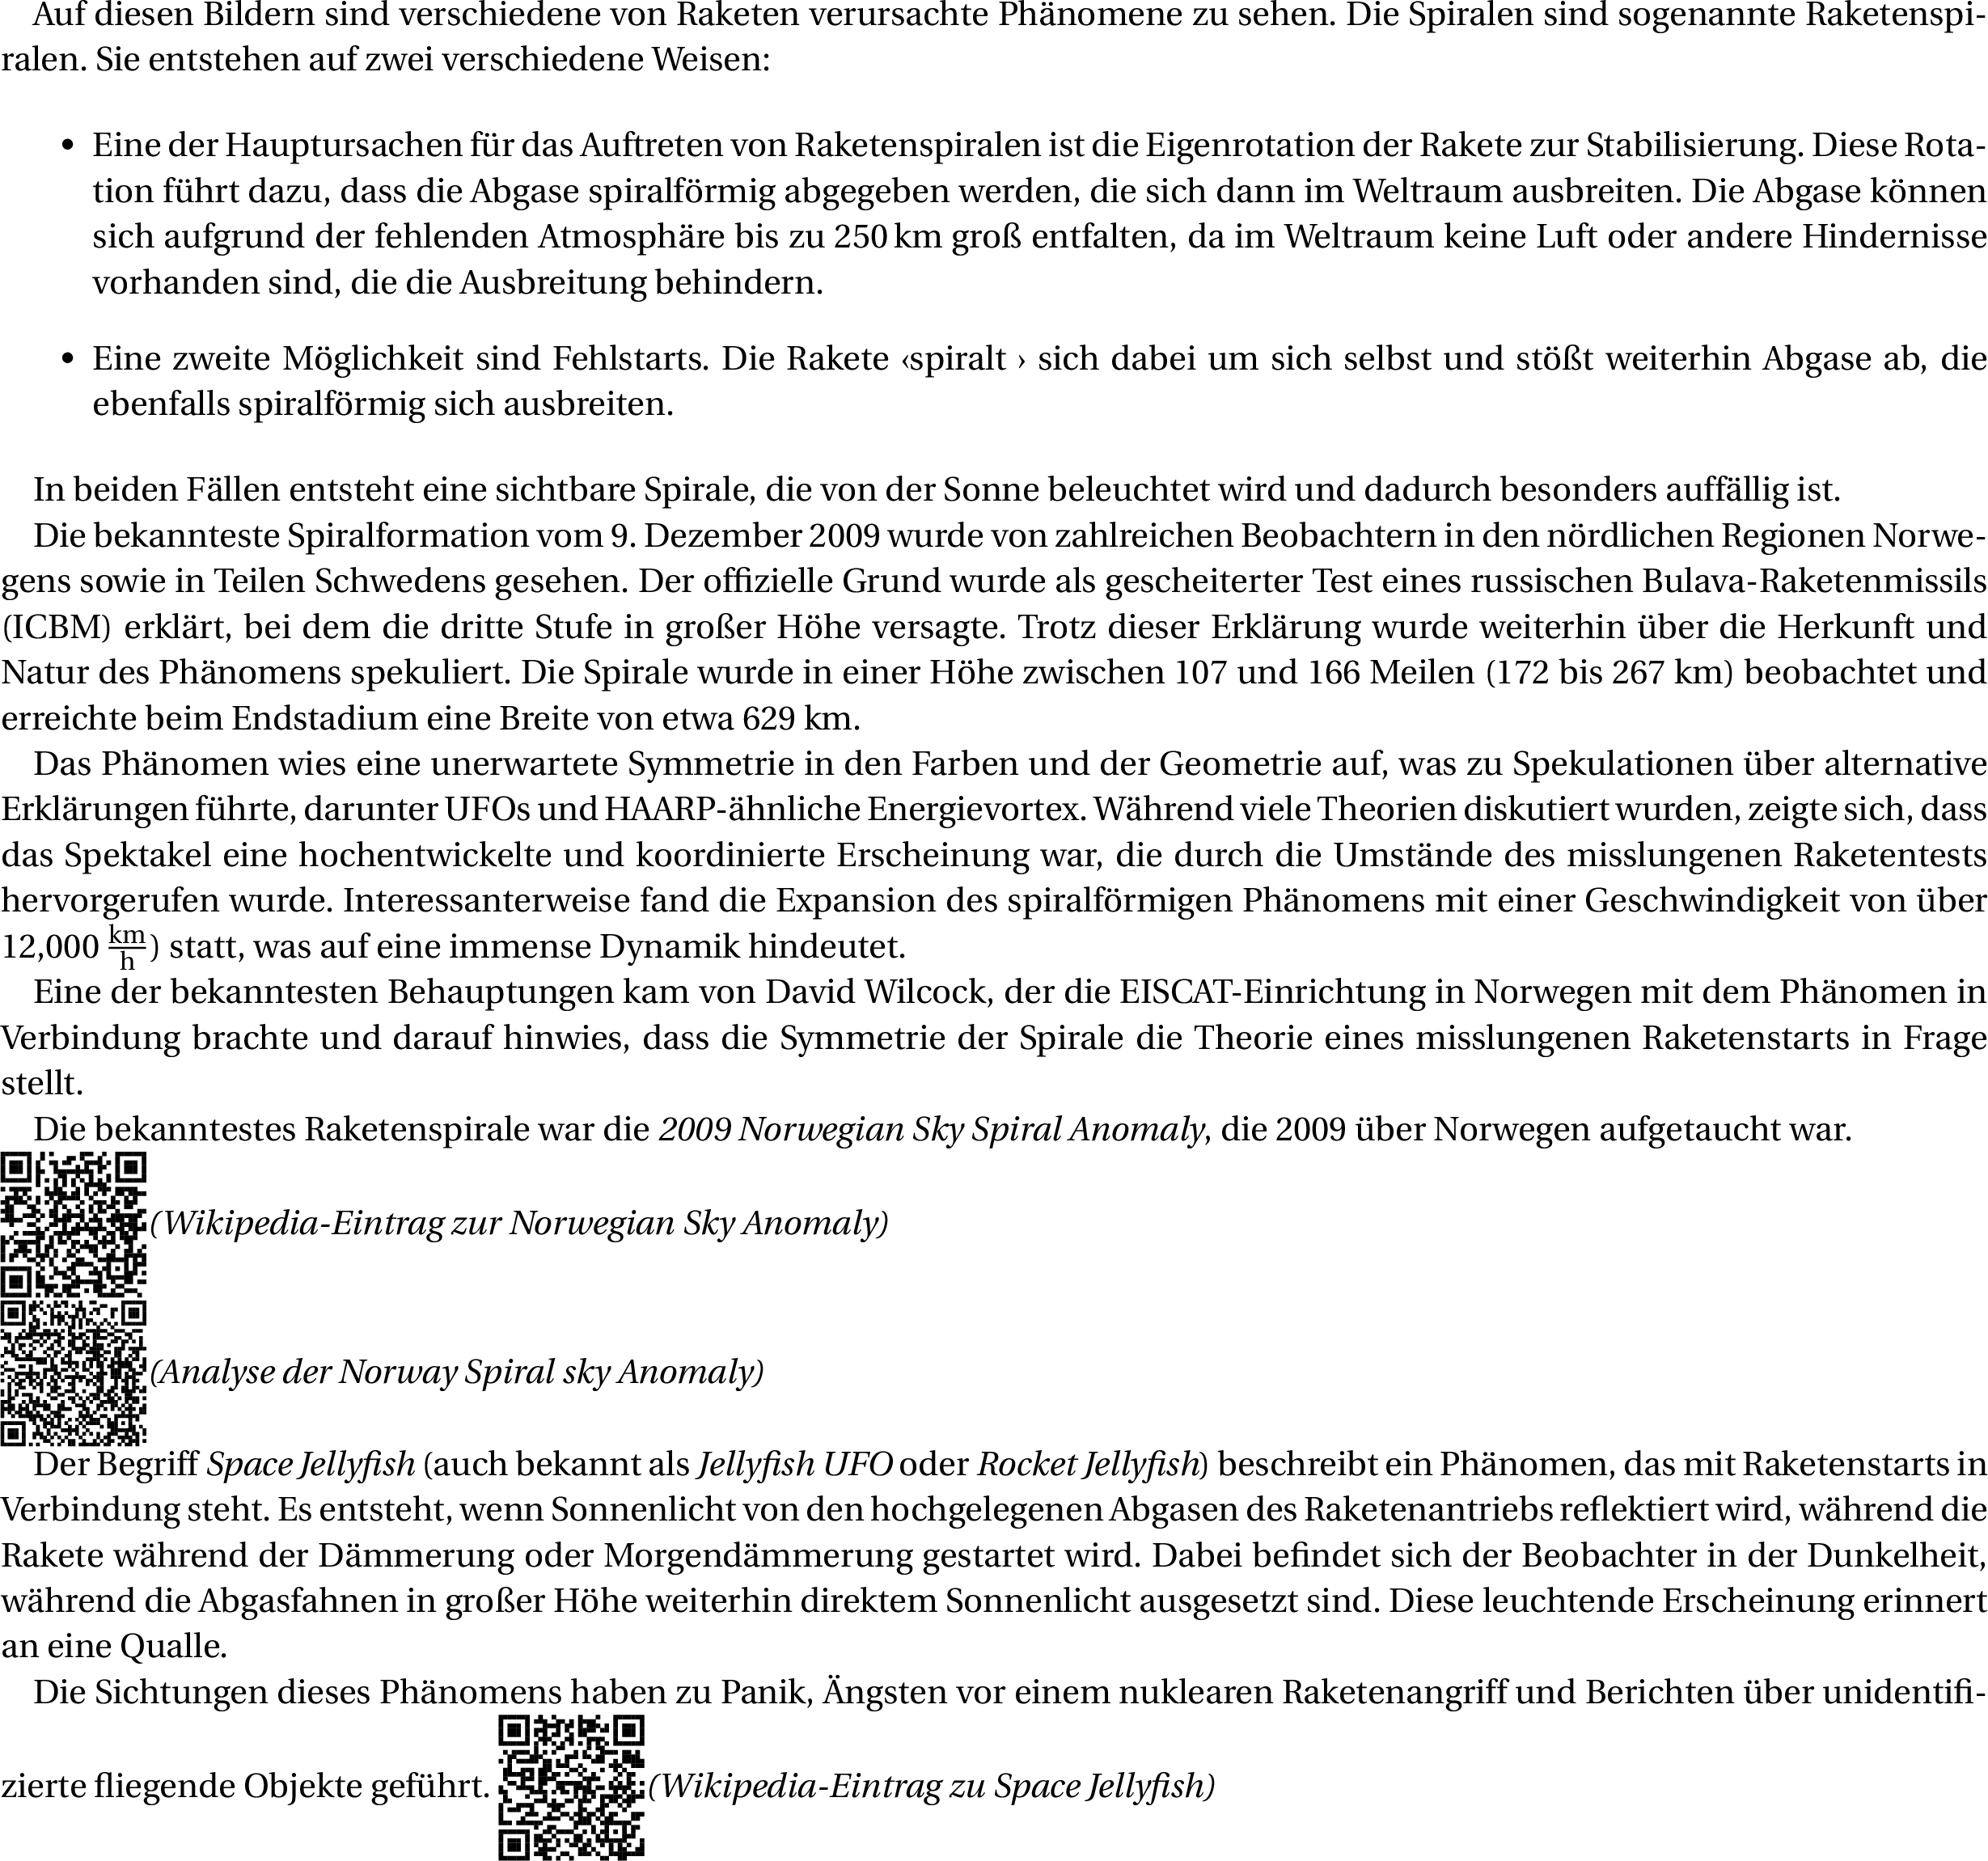 Auf diesen Bildern sind verschiedene von Raketen verursachte Phänomene zu sehen. Die Spiralen sind sogenannte Raketenspi-
ralen. Sie entstehen auf zwei verschiedene Weisen:
• Eine der Hauptursachen für das Auftreten von Raketenspiralen ist die Eigenrotation der Rakete zur Stabilisierung. Diese Rota-
tion führt dazu, dass die Abgase spiralförmig abgegeben werden, die sich dann im Weltraum ausbreiten. Die Abgase können
sich aufgrund der fehlenden Atmosphäre bis zu 250 km groß entfalten, da im Weltraum keine Luft oder andere Hindernisse
vorhanden sind, die die Ausbreitung behindern.
• Eine zweite Möglichkeit sind Fehlstarts. Die Rakete ‹spiralt › sich dabei um sich selbst und stößt weiterhin Abgase ab, die
ebenfalls spiralförmig sich ausbreiten.
In beiden Fällen entsteht eine sichtbare Spirale, die von der Sonne beleuchtet wird und dadurch besonders auffällig ist.
Die bekannteste Spiralformation vom 9. Dezember 2009 wurde von zahlreichen Beobachtern in den nördlichen Regionen Norwe-
gens sowie in Teilen Schwedens gesehen. Der offizielle Grund wurde als gescheiterter Test eines russischen Bulava-Raketenmissils
(ICBM) erklärt, bei dem die dritte Stufe in großer Höhe versagte. Trotz dieser Erklärung wurde weiterhin über die Herkunft und
Natur des Phänomens spekuliert. Die Spirale wurde in einer Höhe zwischen 107 und 166 Meilen (172 bis 267 km) beobachtet und
erreichte beim Endstadium eine Breite von etwa 629 km.
Das Phänomen wies eine unerwartete Symmetrie in den Farben und der Geometrie auf, was zu Spekulationen über alternative
Erklärungen führte, darunter UFOs und HAARP-ähnliche Energievortex. Während viele Theorien diskutiert wurden, zeigte sich, dass
das Spektakel eine hochentwickelte und koordinierte Erscheinung war, die durch die Umstände des misslungenen Raketentests
hervorgerufen wurde. Interessanterweise fand die Expansion des spiralförmigen Phänomens mit einer Geschwindigkeit von über
12,000 km/h) statt, was auf eine immense Dynamik hindeutet.
Eine der bekanntesten Behauptungen kam von David Wilcock, der die EISCAT-Einrichtung in Norwegen mit dem Phänomen in
Verbindung brachte und darauf hinwies, dass die Symmetrie der Spirale die Theorie eines misslungenen Raketenstarts in Frage
stellt.
Die bekanntestes Raketenspirale war die 2009 Norwegian Sky Spiral Anomaly, die 2009 über Norwegen aufgetaucht war.
(Wikipedia-Eintrag zur Norwegian Sky Anomaly)
(Analyse der Norway Spiral sky Anomaly)
Der Begriff Space Jellyfish (auch bekannt als Jellyfish UFO oder Rocket Jellyfish) beschreibt ein Phänomen, das mit Raketenstarts in
Verbindung steht. Es entsteht, wenn Sonnenlicht von den hochgelegenen Abgasen des Raketenantriebs reflektiert wird, während die
Rakete während der Dämmerung oder Morgendämmerung gestartet wird. Dabei befindet sich der Beobachter in der Dunkelheit,
während die Abgasfahnen in großer Höhe weiterhin direktem Sonnenlicht ausgesetzt sind. Diese leuchtende Erscheinung erinnert
an eine Qualle.
Die Sichtungen dieses Phänomens haben zu Panik, Ängsten vor einem nuklearen Raketenangriff und Berichten über unidentifi-
zierte fliegende Objekte geführt. (Wikipedia-Eintrag zu Space Jellyfish)